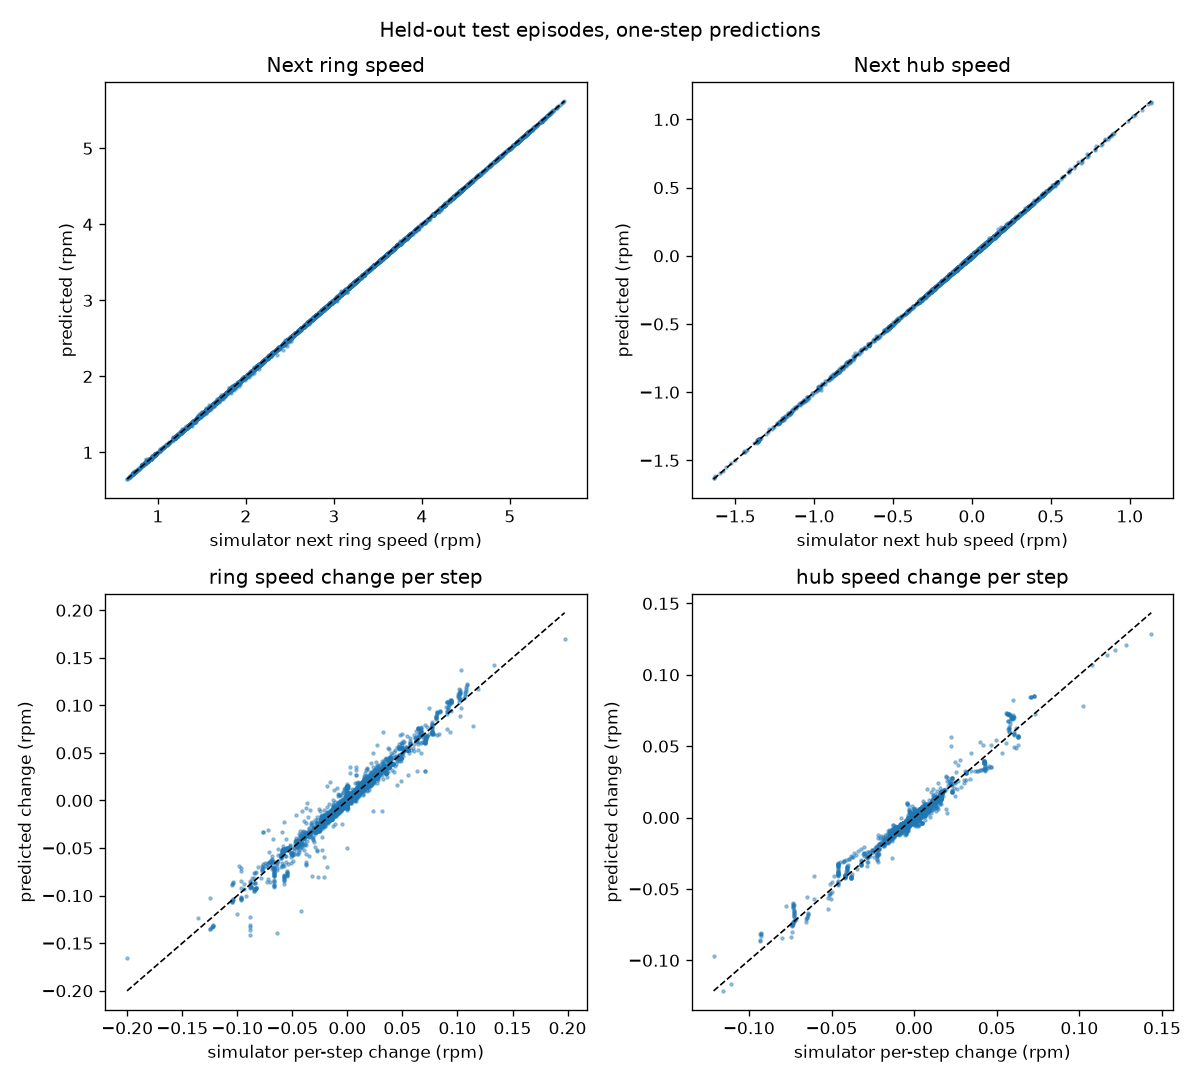 Held-out test episodes, one-step predictions
Next ring speed
predicted (rpm)
5
4
3
2
1
1 2 3 4 5
simulator next ring speed (rpm)
Next hub speed
predicted (rpm)
1.0
0.5
0.0
−0.5
−1.0
−1.5
−1.5 −1.0 −0.5 0.0 0.5 1.0
simulator next hub speed (rpm)
ring speed change per step
predicted change (rpm)
0.20
0.15
0.10
0.05
0.00
−0.05
−0.10
−0.15
−0.20
−0.20 −0.15 −0.10 −0.05 0.00 0.05 0.10 0.15 0.20
simulator per-step change (rpm)
hub speed change per step
predicted change (rpm)
0.15
0.10
0.05
0.00
−0.05
−0.10
−0.10 −0.05 0.00 0.05 0.10 0.15
simulator per-step change (rpm)